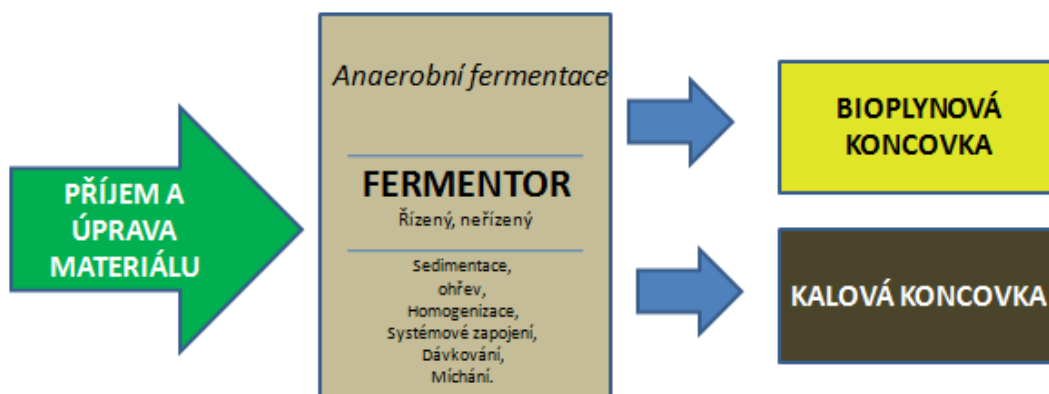 PŘÍJEM A
ÚPRAVA
MATERIÁLU
Anaerobní fermentace
FERMENTOR
Řízený, neřízený
Sedimentace,
ohřev,
Homogenizace,
Systémové zapojení,
Dávkování,
Míchání.
BIOPLYNOVÁ
KONCOVKA
KALOVÁ KONCOVKA